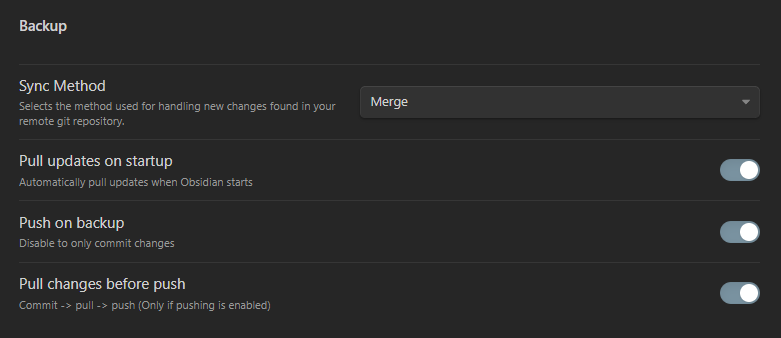 Backup
Sync Method
Selects the method used for handling new changes found in your
remote git repository.
Merge
Pull updates on startup
Automatically pull updates when Obsidian starts
Push on backup
Disable to only commit changes
Pull changes before push
Commit -> pull -> push (Only if pushing is enabled)